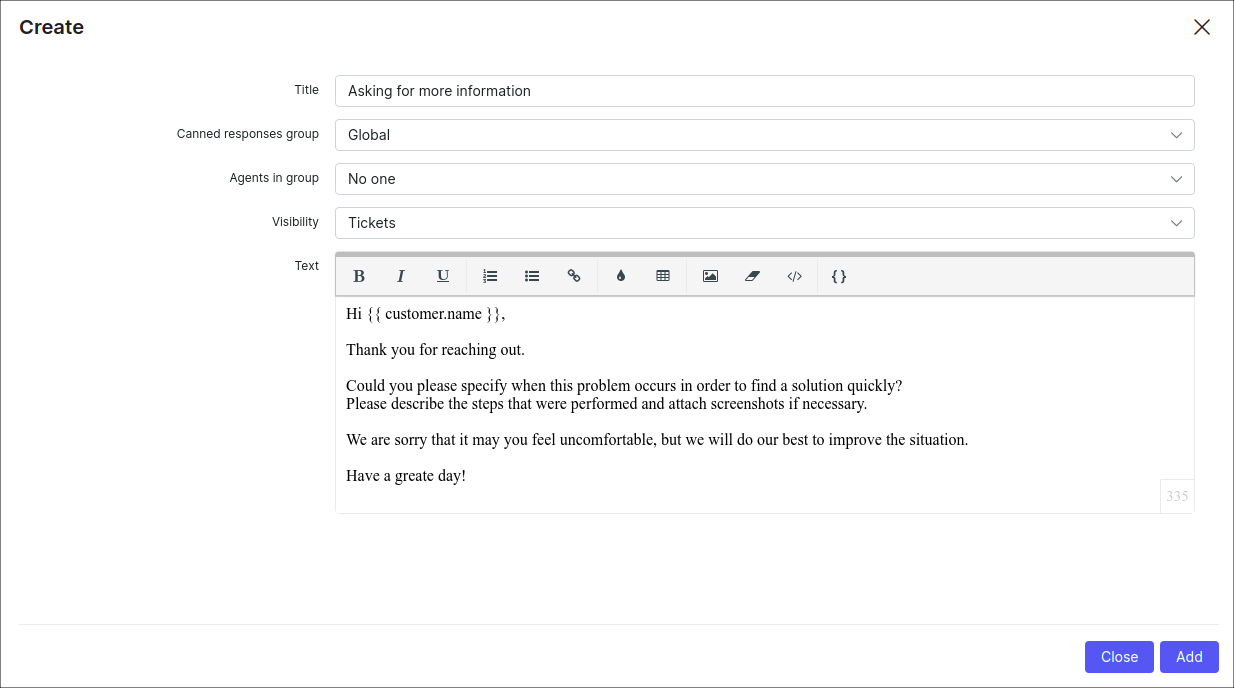 Create
Title
Asking for more information
Canned responses group
Global
Agents in group
No one
Visibility
Tickets
Text
B I U </> { }
Hi {{ customer.name }},
Thank you for reaching out.
Could you please specify when this problem occurs in order to find a solution quickly?
Please describe the steps that were performed and attach screenshots if necessary.
We are sorry that it may you feel uncomfortable, but we will do our best to improve the situation.
Have a greate day!
335
Close Add